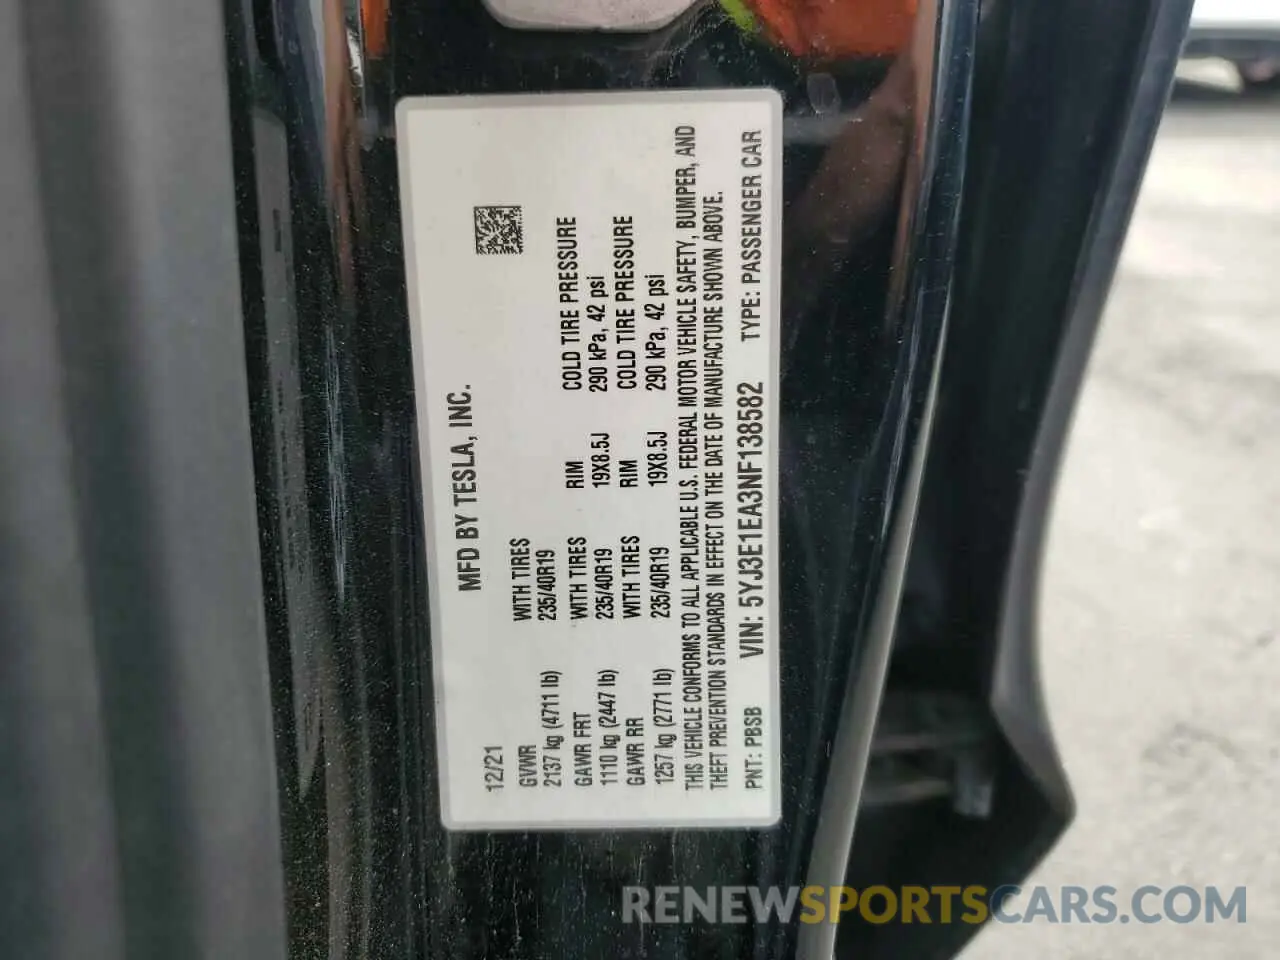 MFD BY TESLA, INC.
12/21
GVWR WITH TIRES
2137 kg (4711 lb) 235/40R19
GAWR FRT WITH TIRES RIM COLD TIRE PRESSURE
1110 kg (2447 lb) 235/40R19 19X8.5J 290 kPa, 42 psi
GAWR RR WITH TIRES RIM COLD TIRE PRESSURE
1257 kg (2771 lb) 235/40R19 19X8.5J 290 kPa, 42 psi
THIS VEHICLE CONFORMS TO ALL APPLICABLE U.S. FEDERAL MOTOR VEHICLE SAFETY, BUMPER, AND
THEFT PREVENTION STANDARDS IN EFFECT ON THE DATE OF MANUFACTURE SHOWN ABOVE.
PNT: PBSB VIN: 5YJ3E1EA3NF138582 TYPE: PASSENGER CAR
RENEWSPORTSCARS.COM